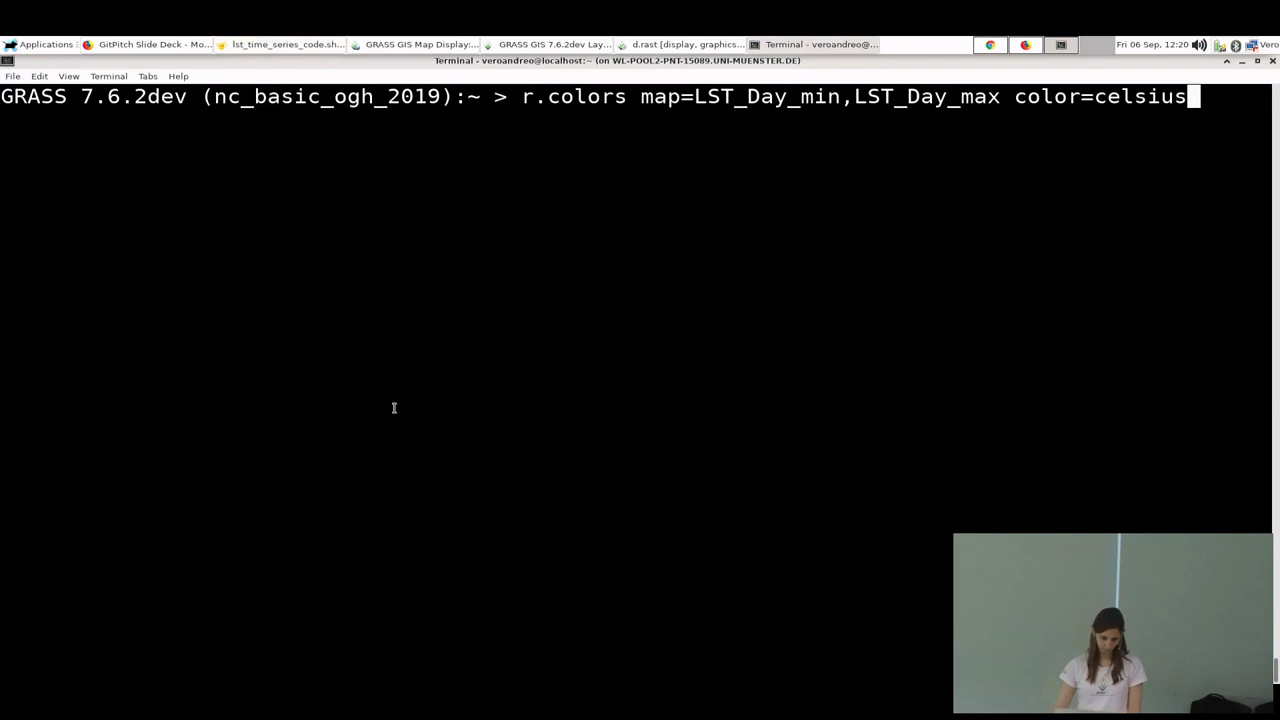 Applications
GitPitch Slide Deck - Mo...
lst_time_series_code.sh...
GRASS GIS Map Display:...
GRASS GIS 7.6.2dev Lay...
d.rast [display, graphics...
Terminal - veroandreo@...
Fri 06 Sep, 12:20
Vero
Terminal - veroandreo@localhost:~ (on WL-POOL2-PNT-15089.UNI-MUENSTER.DE)
File Edit View Terminal Tabs Help
GRASS 7.6.2dev (nc_basic_ogh_2019):~ > r.colors map=LST_Day_min,LST_Day_max color=celsius